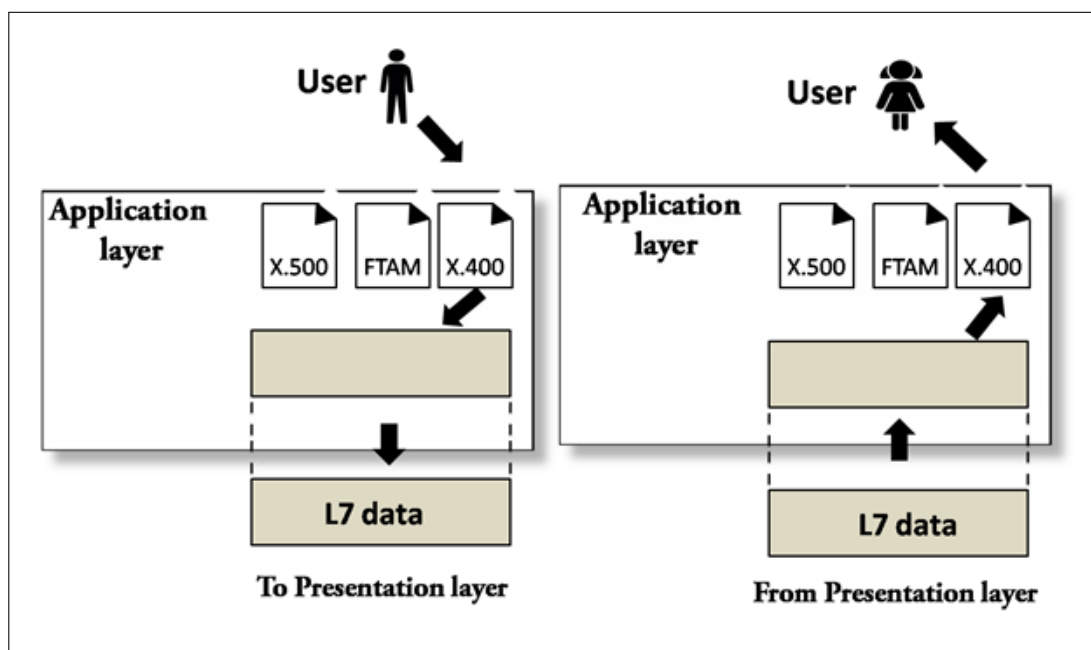 User
Application
layer
X.500 FTAM X.400
L7 data
To Presentation layer
User
Application
layer
X.500 FTAM X.400
L7 data
From Presentation layer